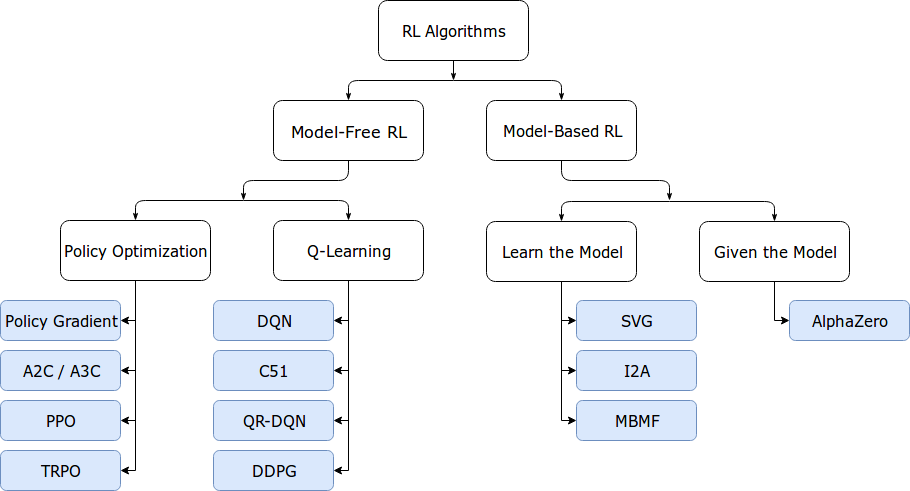 RL Algorithms
Model-Free RL
Model-Based RL
Policy Optimization
Q-Learning
Learn the Model
Given the Model
Policy Gradient
DQN
SVG
AlphaZero
A2C / A3C
C51
I2A
PPO
QR-DQN
MBMF
TRPO
DDPG